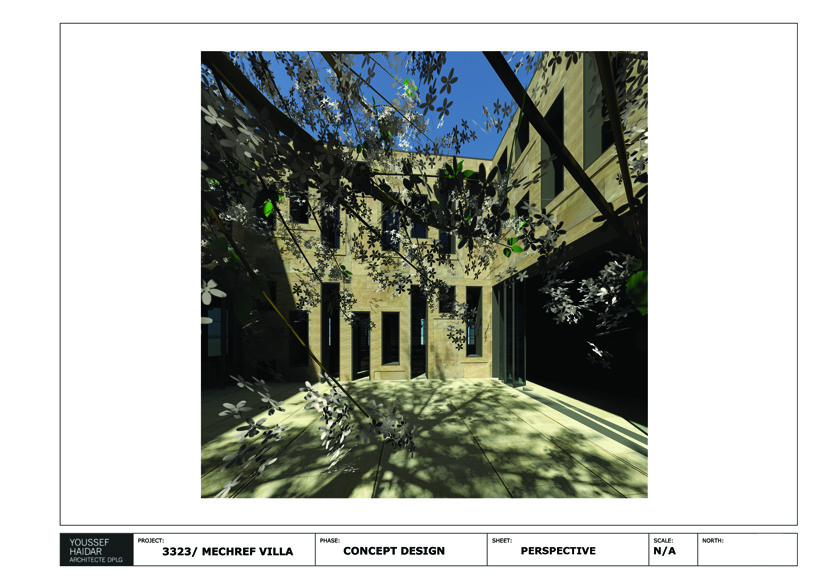 YOUSSEF
HAIDAR
ARCHITECTE DPLG
PROJECT:
3323/ MECHREF VILLA
PHASE:
CONCEPT DESIGN
SHEET:
PERSPECTIVE
SCALE:
N/A
NORTH: